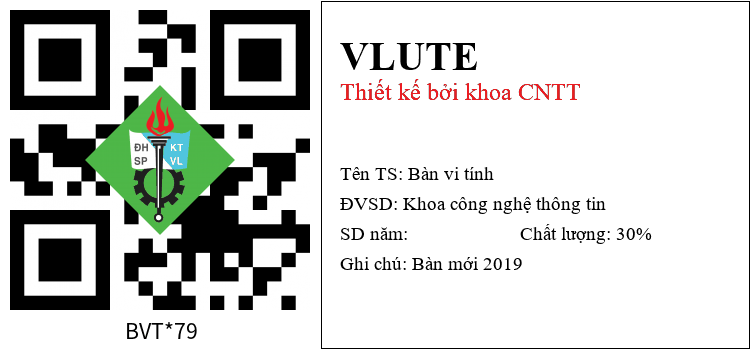 ĐH KT
SP VL
BVT*79
VLUTE
Thiết kế bởi khoa CNTT
Tên TS: Bàn vi tính
ĐVSD: Khoa công nghệ thông tin
SD năm: Chất lượng: 30%
Ghi chú: Bàn mới 2019